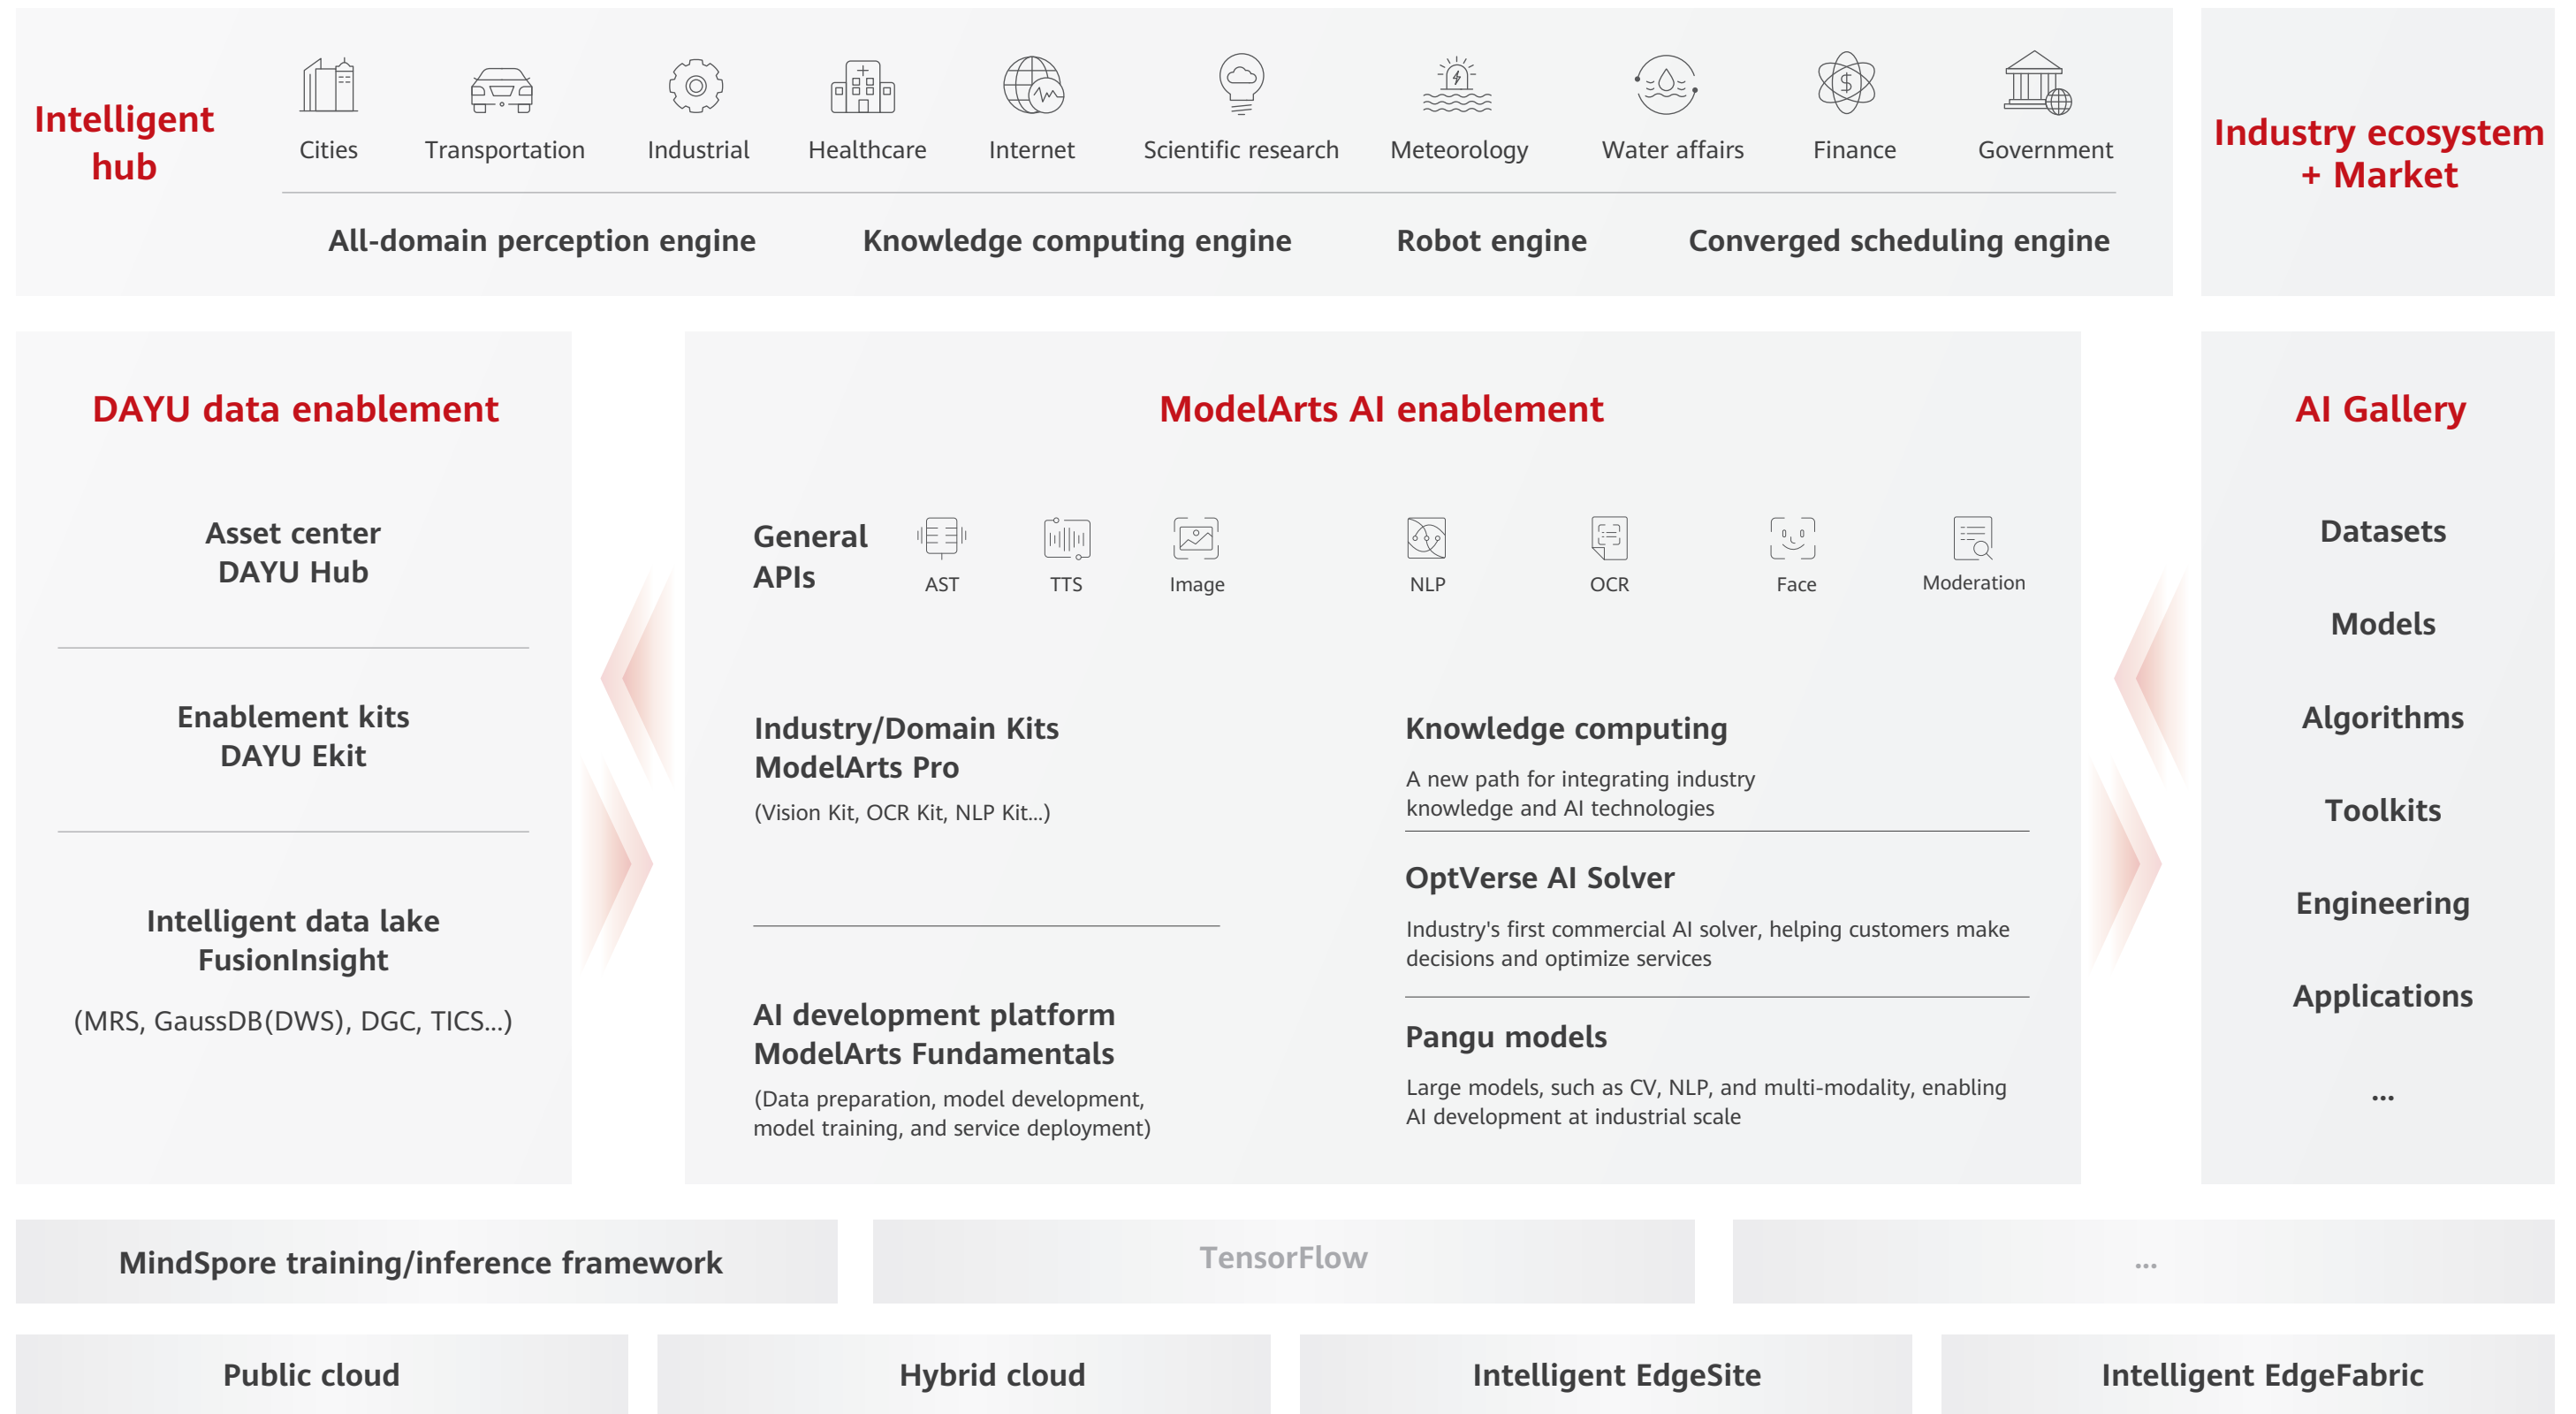 Intelligent
hub
Cities
Transportation
Industrial
Healthcare
Internet
Scientific research
Meteorology
Water affairs
Finance
Government
All-domain perception engine
Knowledge computing engine
Robot engine
Converged scheduling engine
Industry ecosystem
+ Market
DAYU data enablement
Asset center
DAYU Hub
Enablement kits
DAYU Ekit
Intelligent data lake
FusionInsight
(MRS, GaussDB(DWS), DGC, TICS...)
ModelArts AI enablement
General
APIs
AST
TTS
Image
NLP
OCR
Face
Moderation
Industry/Domain Kits
ModelArts Pro
(Vision Kit, OCR Kit, NLP Kit...)
AI development platform
ModelArts Fundamentals
(Data preparation, model development,
model training, and service deployment)
Knowledge computing
A new path for integrating industry
knowledge and AI technologies
OptVerse AI Solver
Industry's first commercial AI solver, helping customers make
decisions and optimize services
Pangu models
Large models, such as CV, NLP, and multi-modality, enabling
AI development at industrial scale
AI Gallery
Datasets
Models
Algorithms
Toolkits
Engineering
Applications
...
MindSpore training/inference framework
TensorFlow
...
Public cloud
Hybrid cloud
Intelligent EdgeSite
Intelligent EdgeFabric